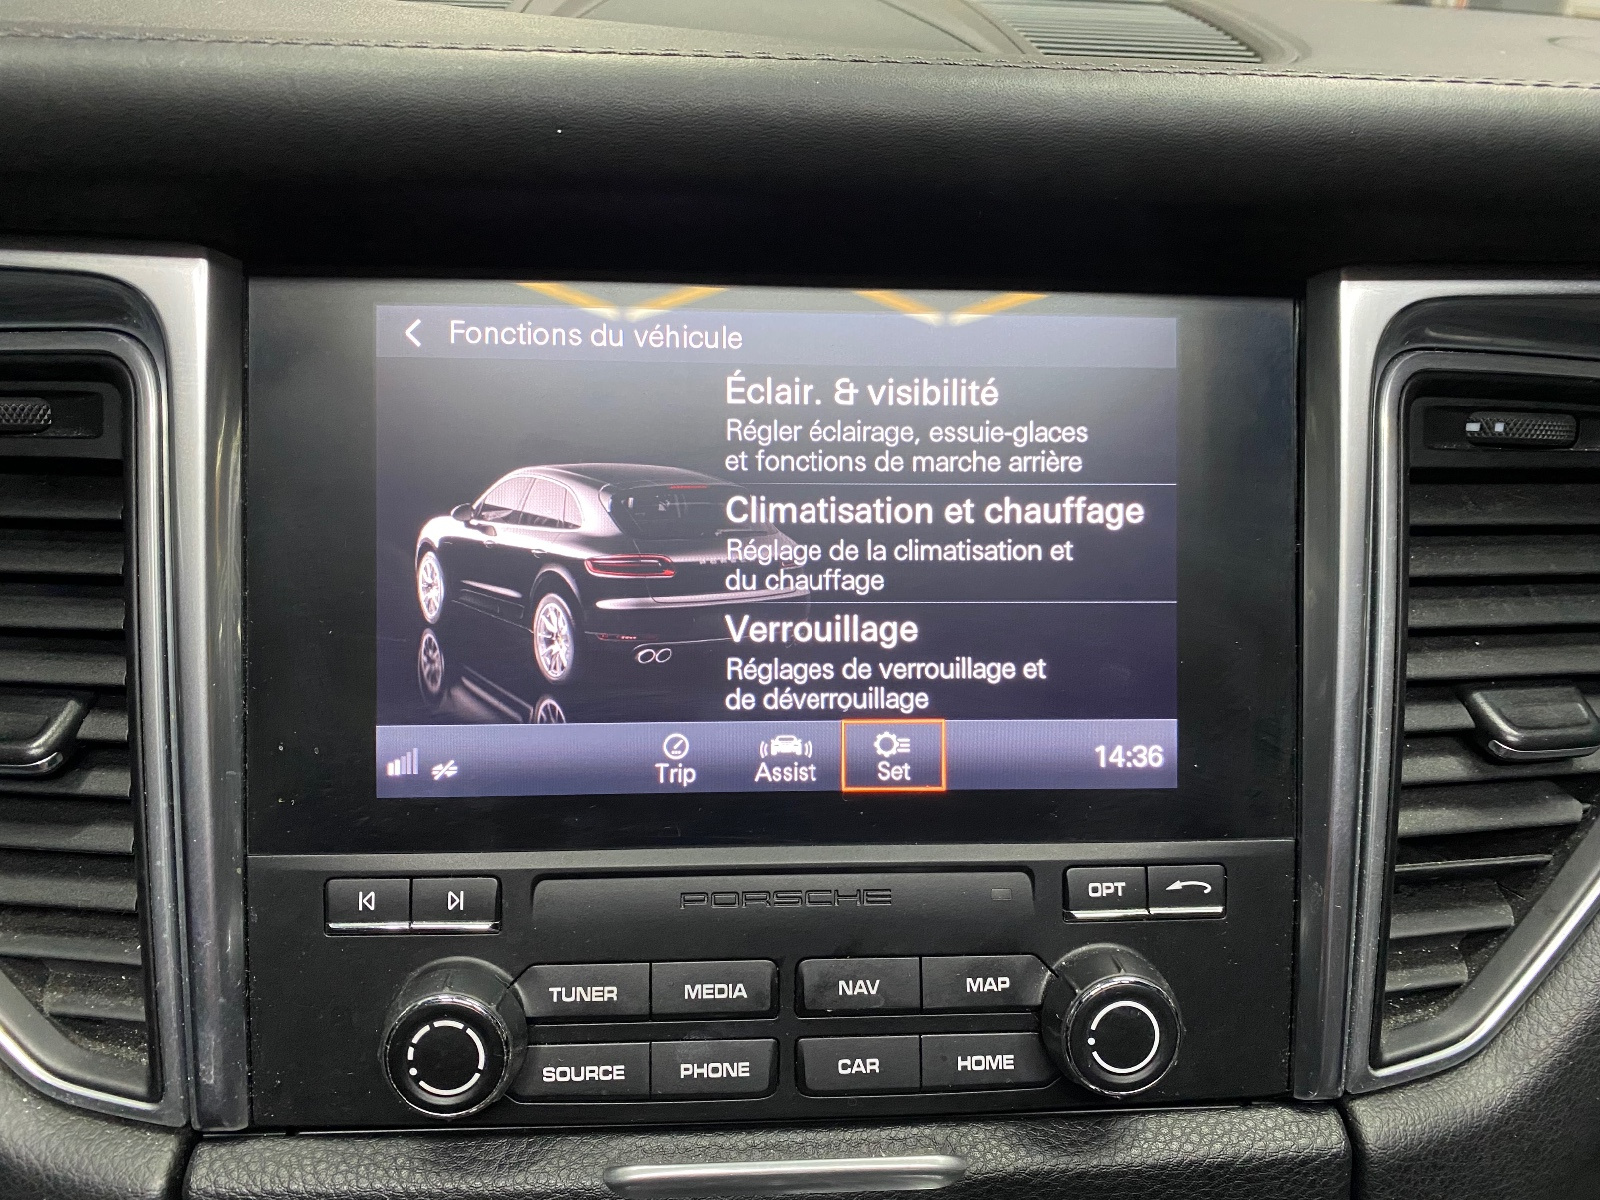 Fonctions du véhicule
Éclair. & visibilité
Régler éclairage, essuie-glaces
et fonctions de marche arrière
Climatisation et chauffage
Réglage de la climatisation et
du chauffage
Verrouillage
Réglages de verrouillage et
de déverrouillage
Trip
Assist
Set
14:36
PORSCHE
OPT
TUNER
MEDIA
NAV
MAP
SOURCE
PHONE
CAR
HOME